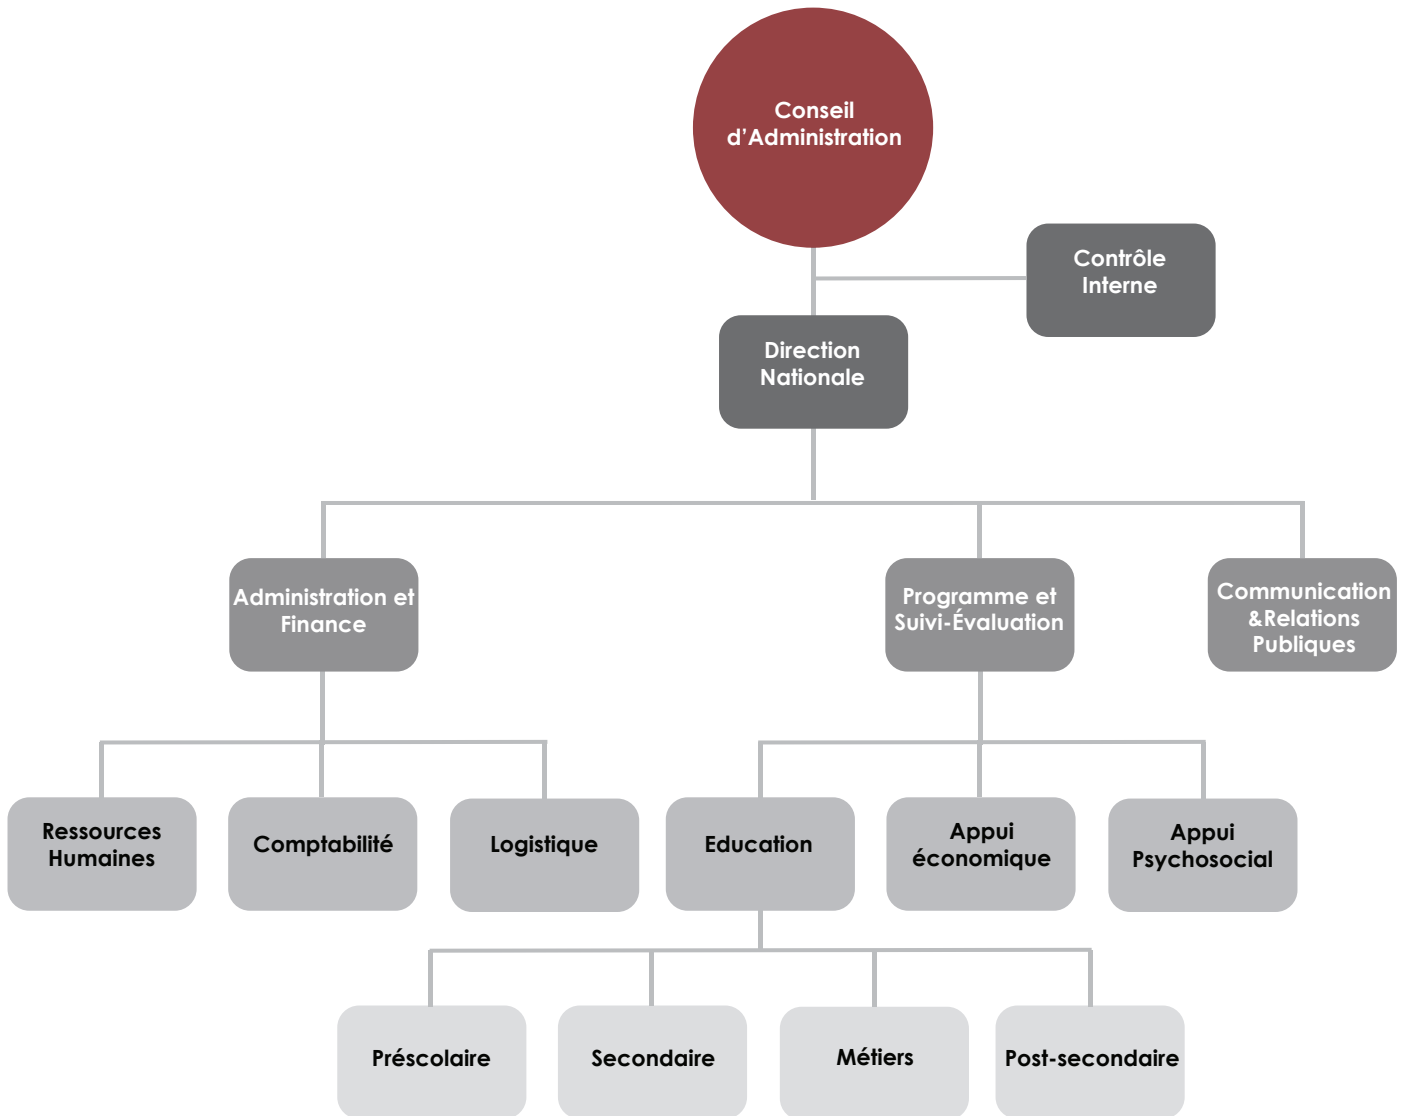 Conseil
d’Administration
Contrôle
Interne
Direction
Nationale
Administration et
Finance
Programme et
Suivi-Évaluation
Communication
&Relations
Publiques
Ressources
Humaines
Comptabilité
Logistique
Education
Appui
économique
Appui
Psychosocial
Préscolaire
Secondaire
Métiers
Post-secondaire